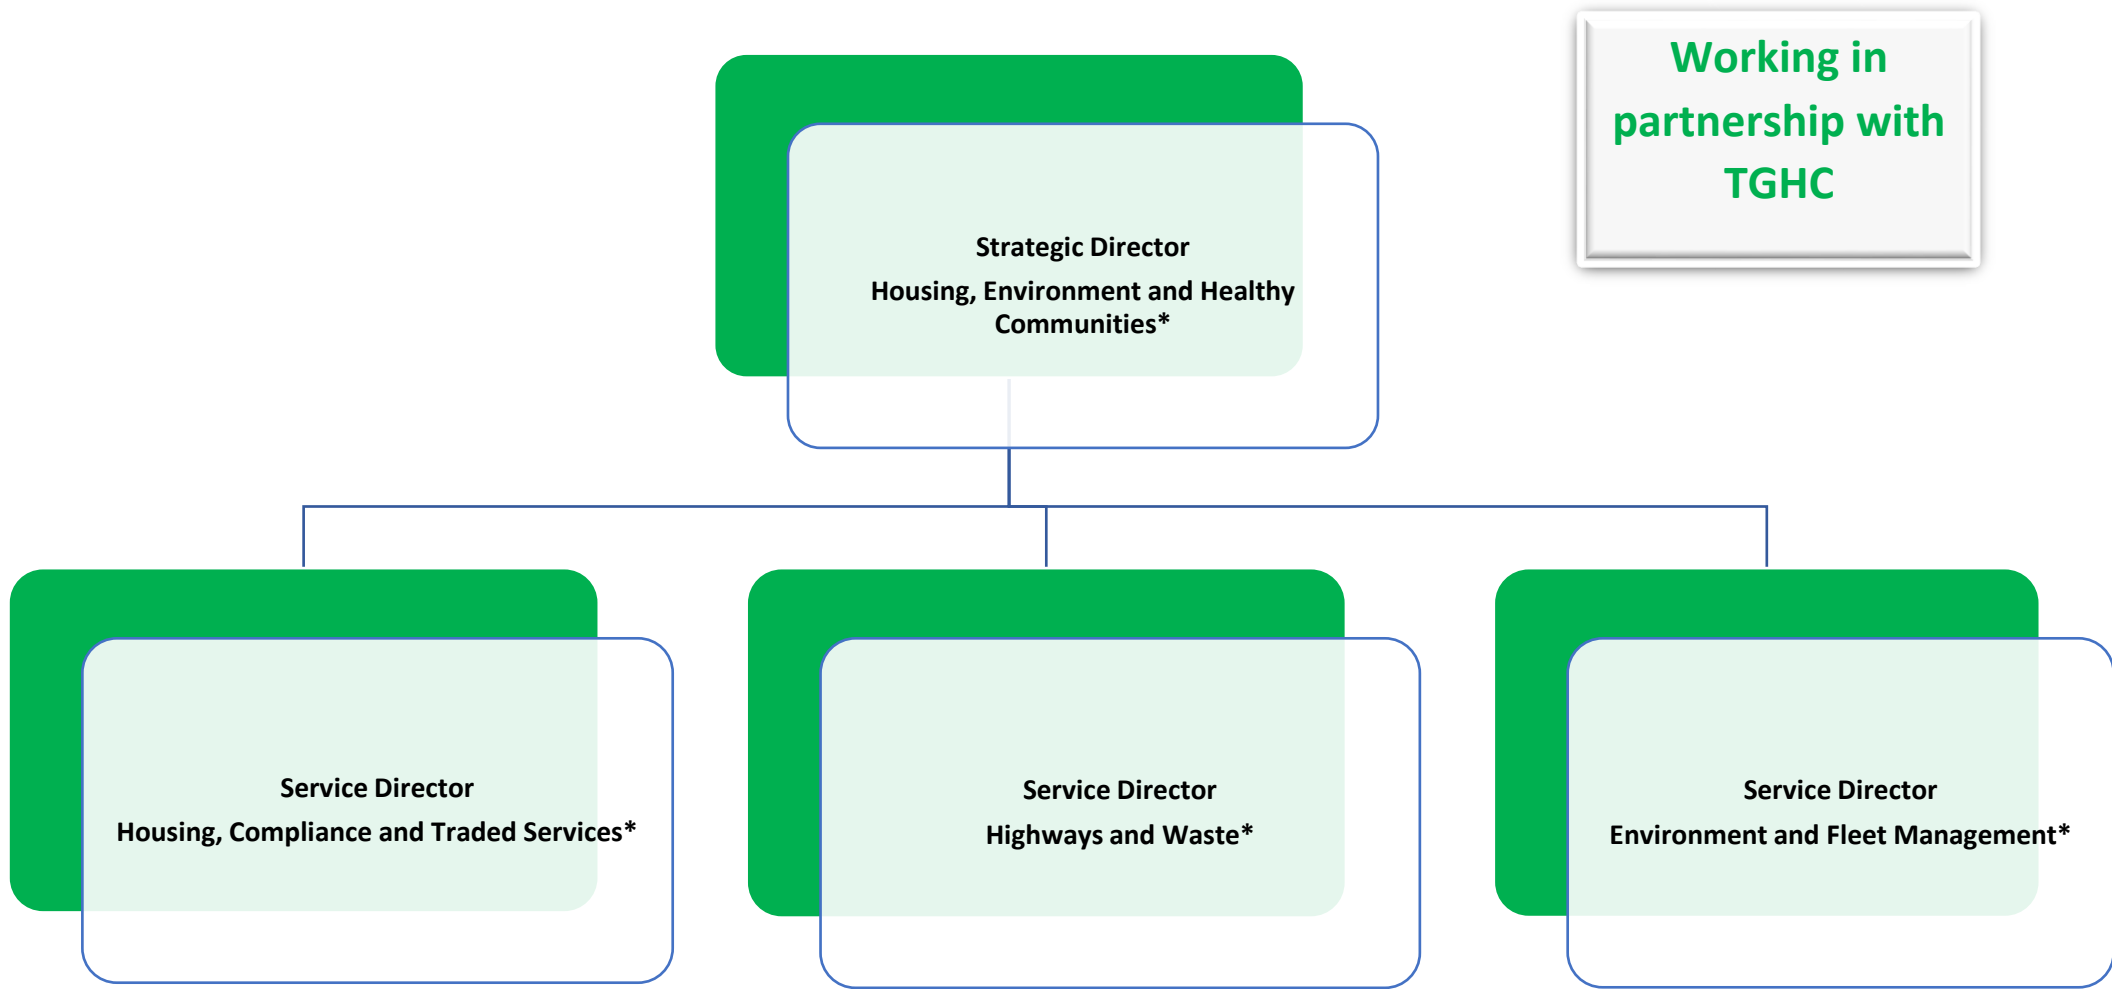 Working in
partnership with
TGHC
Strategic Director
Housing, Environment and Healthy
Communities*
Service Director
Housing, Compliance and Traded Services*
Service Director
Highways and Waste*
Service Director
Environment and Fleet Management*